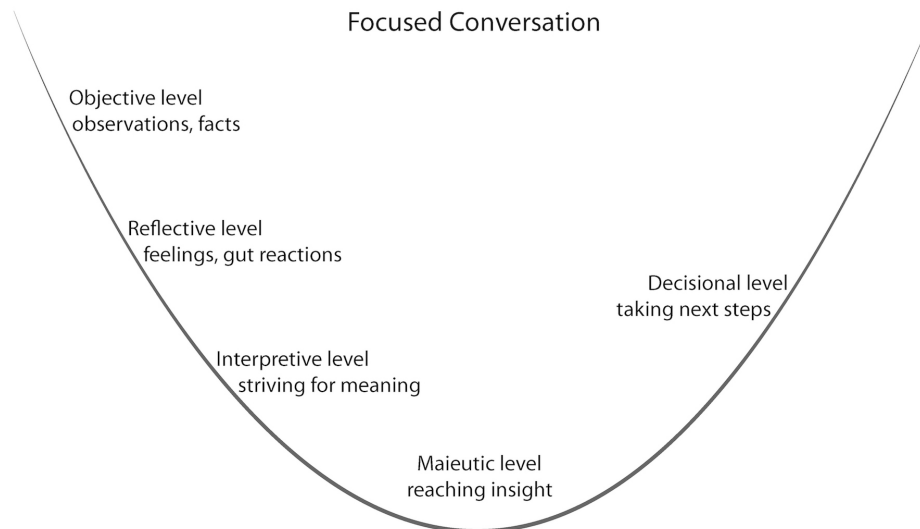 Focused Conversation
Objective level
observations, facts
Reflective level
feelings, gut reactions
Interpretive level
striving for meaning
Maieutic level
reaching insight
Decisional level
taking next steps